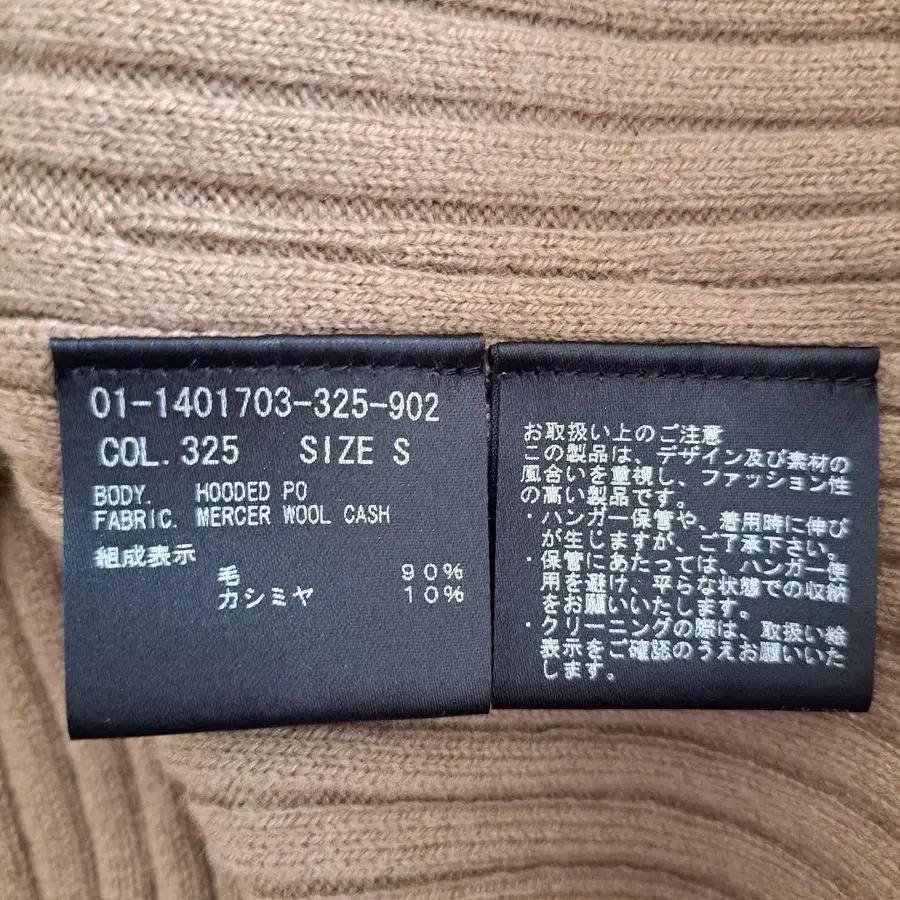 01-1401703-325-902
COL. 325 SIZE S
BODY. HOODED PO
FABRIC. MERCER WOOL CASH
組成表示
毛 90%
カシミヤ 10%
お取扱い上のご注意
この製品は、デザイン及び素材の
風合いを重視し、ファッション性
の高い製品です。
・ハンガー保管や、着用時に伸び
が生じますが、ご了承下さい。
・保管にあたっては、ハンガー使
用を避け、平らな状態での収納
をお願いいたします。
・クリーニングの際は、取扱い絵
表示をご確認のうえお願いいた
します。